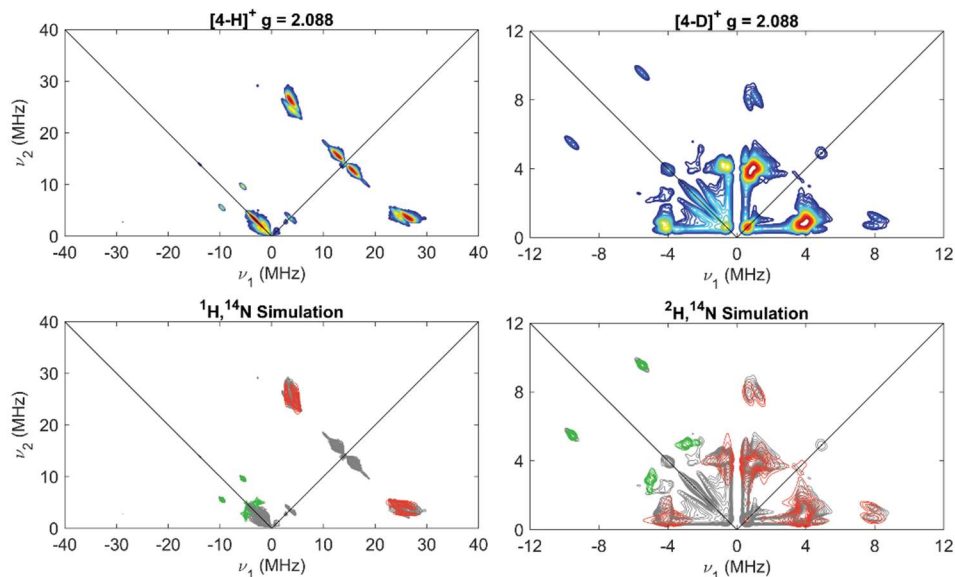 [4-H]⁺ g = 2.088
40
30
20
10
0
ν₂ (MHz)
-40 -30 -20 -10 0 10 20 30 40
ν₁ (MHz)
[4-D]⁺ g = 2.088
12
8
4
0
-12 -8 -4 0 4 8 12
ν₁ (MHz)
¹H,¹⁴N Simulation
40
30
20
10
0
ν₂ (MHz)
-40 -30 -20 -10 0 10 20 30 40
ν₁ (MHz)
²H,¹⁴N Simulation
12
8
4
0
-12 -8 -4 0 4 8 12
ν₁ (MHz)